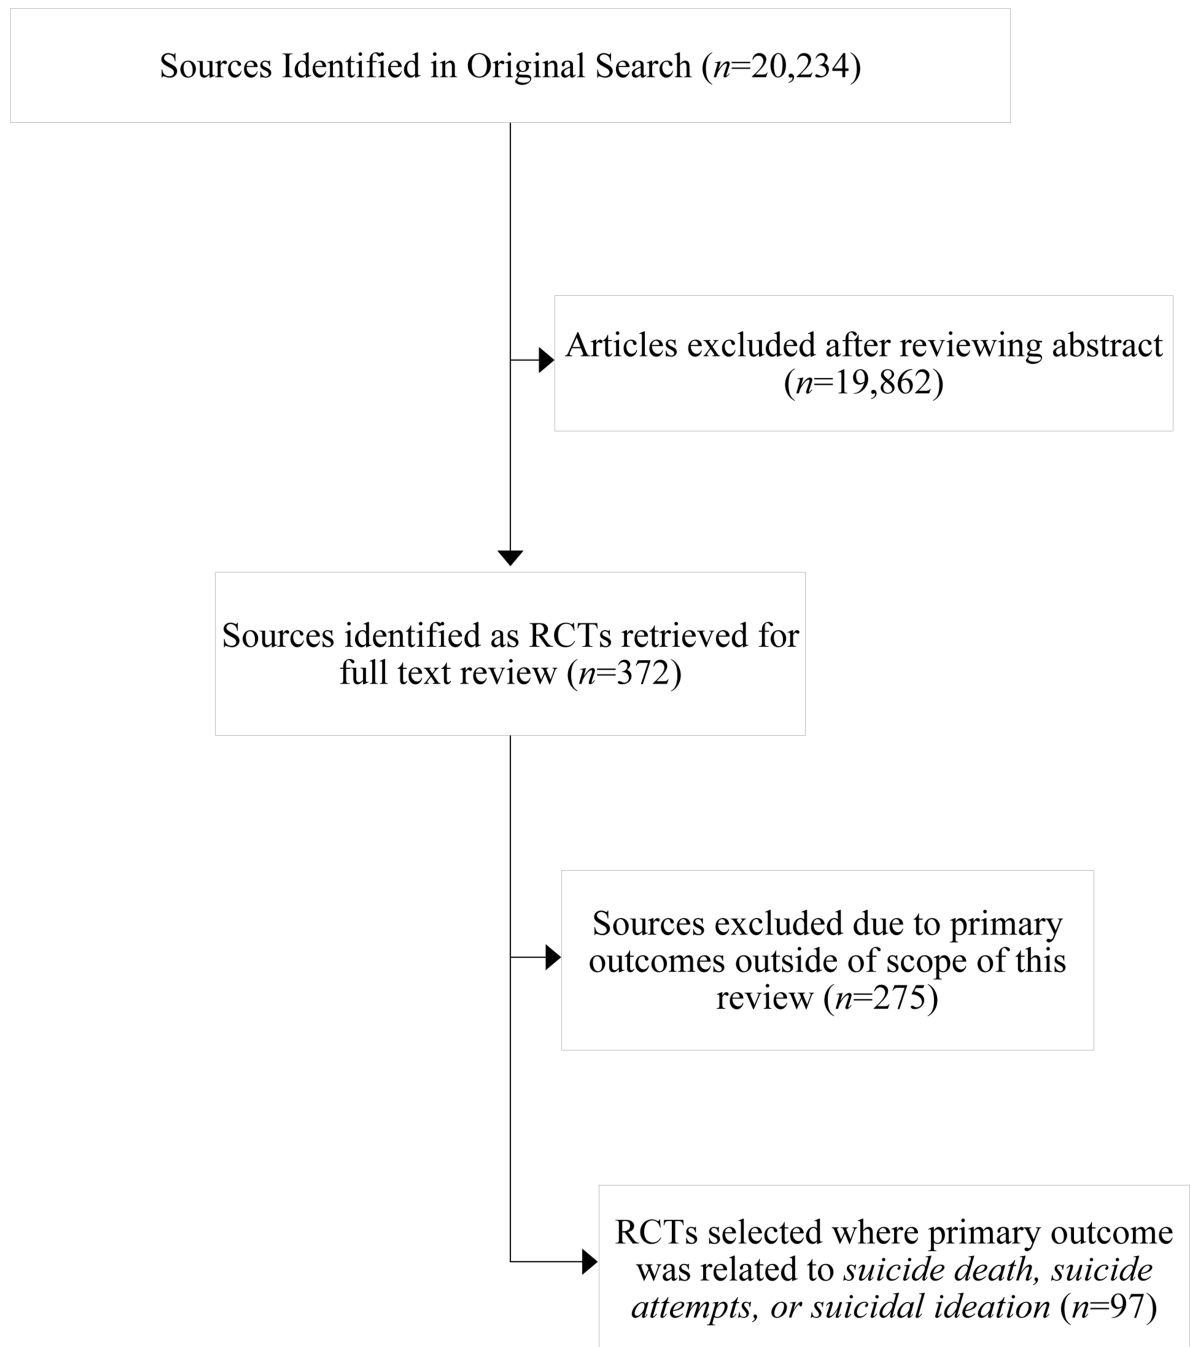 Sources Identified in Original Search (n=20,234)
Articles excluded after reviewing abstract
(n=19,862)
Sources identified as RCTs retrieved for
full text review (n=372)
Sources excluded due to primary
outcomes outside of scope of this
review (n=275)
RCTs selected where primary outcome
was related to suicide death, suicide
attempts, or suicidal ideation (n=97)